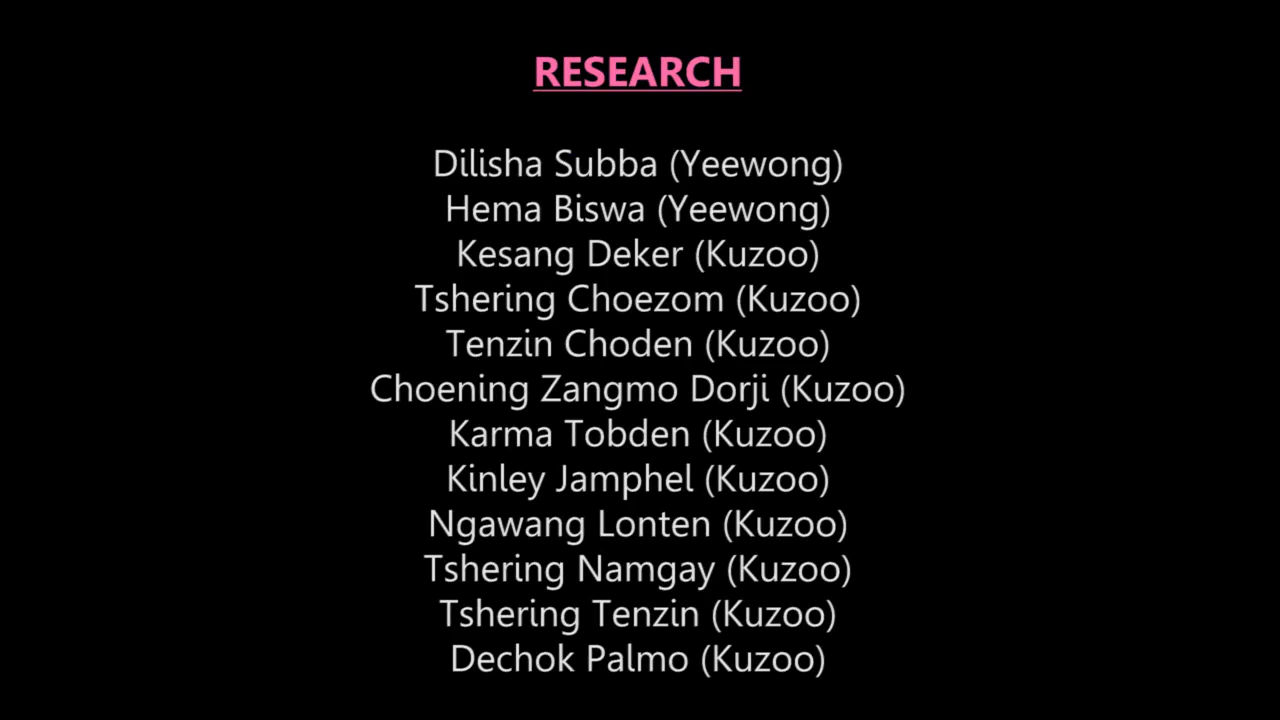 RESEARCH
Dilisha Subba (Yeewong)
Hema Biswa (Yeewong)
Kesang Deker (Kuzoo)
Tshering Choezom (Kuzoo)
Tenzin Choden (Kuzoo)
Choening Zangmo Dorji (Kuzoo)
Karma Tobden (Kuzoo)
Kinley Jamphel (Kuzoo)
Ngawang Lonten (Kuzoo)
Tshering Namgay (Kuzoo)
Tshering Tenzin (Kuzoo)
Dechok Palmo (Kuzoo)